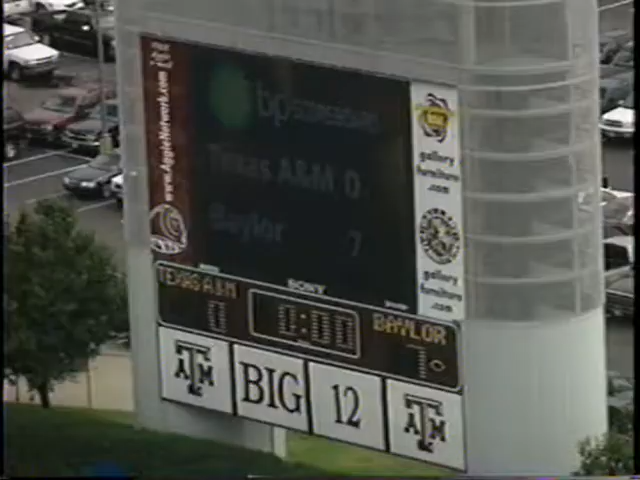 www.AggieNetwork.com
bp
Texas A&M 0
Baylor 7
gallery
furniture
.com
gallery
furniture
.com
SONY
TEXAS A&M
0
0:00
BAYLOR
7
ATM
BIG
12
ATM